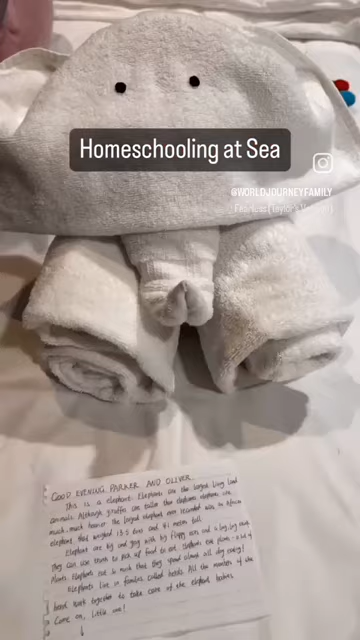 Homeschooling at Sea
@WORLDJOURNEYFAMILY
GOOD EVENING PARKER AND OLIVER.
This is a elephant. Elephants are the largest living land
animals. Although giraffes are taller than elephants, elephants are
much, much heavier. The largest elephant ever recorded was an African
elephant that weighed 13.5 tons and 4.1 meters tall.
Elephants are big and grey with big floppy ears and a long, long trunk.
They can use trunk to pick up food to eat. Elephants eat plants - a lot of
Plants. Elephants eat so much that they spend almost all day eating!
Elephants live in families called herds. All the members of the
herd work together to take care of the elephant babies.
Come on, Little one!